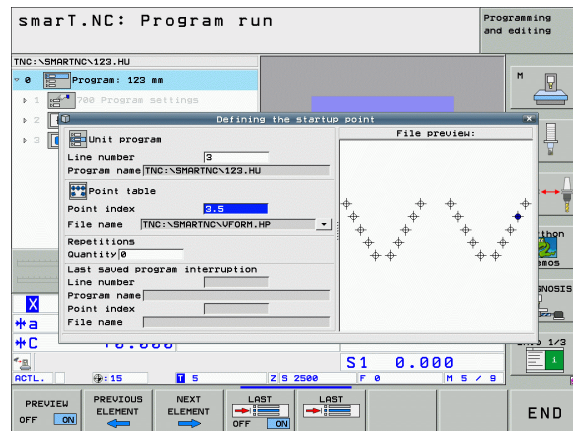 smarT.NC: Program run
Programming
and editing
TNC:\SMARTNC\123.HU
0 Program: 123 mm
M
1 700 Program settings
2
3
Defining the startup point
Unit program
Line number 3
Program name TNC:\SMARTNC\123.HU
Point table
Point index 3.5
File name TNC:\SMARTNC\VFORM.HP
Repetitions
Quantity 0
Last saved program interruption
Line number
Program name
Point index
File name
File preview:
X
a
C
S1 0.000
1/3
ACTL. 15 T 5 Z S 2500 F 0 M 5 / 9
PREVIEW
OFF ON
PREVIOUS
ELEMENT
NEXT
ELEMENT
LAST
OFF ON
LAST
END